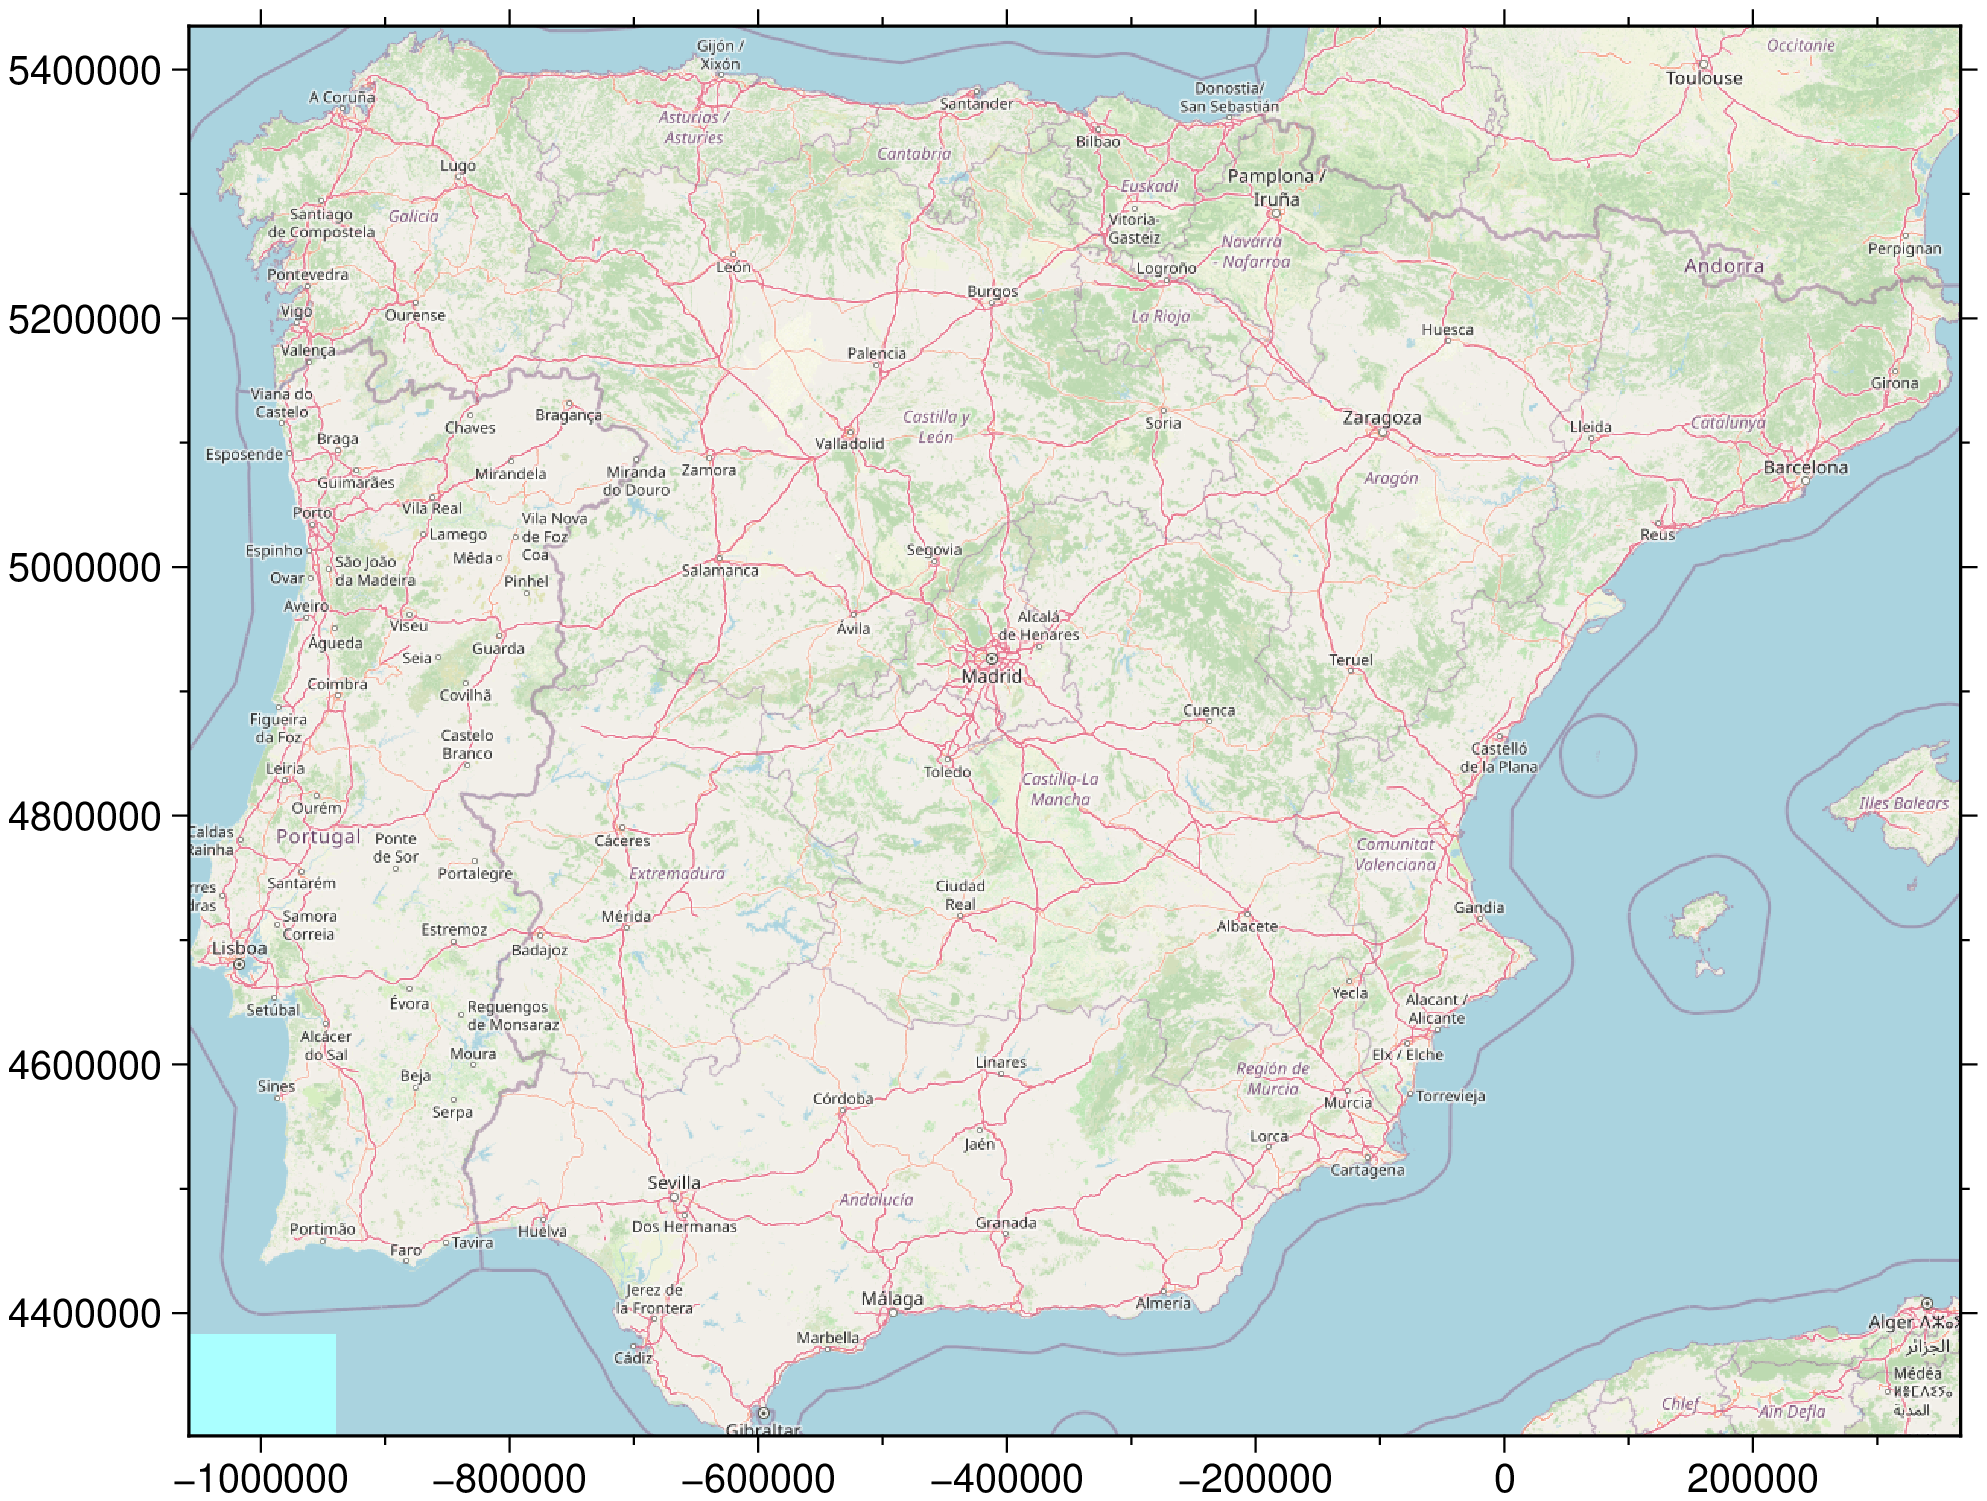 5400000
5200000
5000000
4800000
4600000
4400000
−1000000
−800000
−600000
−400000
−200000
0
200000
Gijón /
Xixón
Occitanie
Toulouse
A Coruña
Santander
Donostia/
San Sebastián
Asturias /
Asturies
Bilbao
Cantabria
Lugo
Euskadi
Pamplona /
Iruña
Santiago
de Compostela
Galicia
Vitoria-
Gasteiz
Navarra
- Nafarroa
Perpignan
Pontevedra
León
Logroño
Andorra
Vigo
Ourense
Burgos
La Rioja
Huesca
Valença
Palencia
Girona
Viana do
Castelo
Bragança
Chaves
Castilla y
León
Soria
Zaragoza
Lleida
Catalunya
Braga
Esposende
Valladolid
Guimarães
Mirandela
Miranda
do Douro
Zamora
Aragón
Barcelona
Porto
Vila Real
Vila Nova
de Foz
Coa
Lamego
Reus
Espinho
São João
da Madeira
Mêda
Segovia
Ovar
Pinhel
Salamanca
Aveiro
Viseu
Águeda
Guarda
Ávila
Alcalá
de Henares
Seia
Teruel
Coimbra
Covilhã
Madrid
Figueira
da Foz
Cuenca
Castelo
Branco
Castelló
de la Plana
Leiria
Toledo
Castilla-La
Mancha
Ourém
Illes Balears
Caldas
Rainha
Portugal
Ponte
de Sor
Cáceres
Comunitat
Valenciana
Santarém
Portalegre
Extremadura
rres
dras
Ciudad
Real
Samora
Correia
Estremoz
Mérida
Gandia
Lisboa
Badajoz
Albacete
Setúbal
Évora
Reguengos
de Monsaraz
Yecla
Alacant /
Alicante
Alcácer
do Sal
Moura
Linares
Elx / Elche
Sines
Beja
Región de
Murcia
Serpa
Córdoba
Murcia
Torrevieja
Jaén
Lorca
Cartagena
Sevilla
Andalucía
Portimão
Faro
Tavira
Huelva
Dos Hermanas
Granada
Jerez de
la Frontera
Málaga
Almería
Marbella
Cádiz
Gibraltar
Alger
الجزائر
Médéa
المدية
Chlef
Aïn Defla